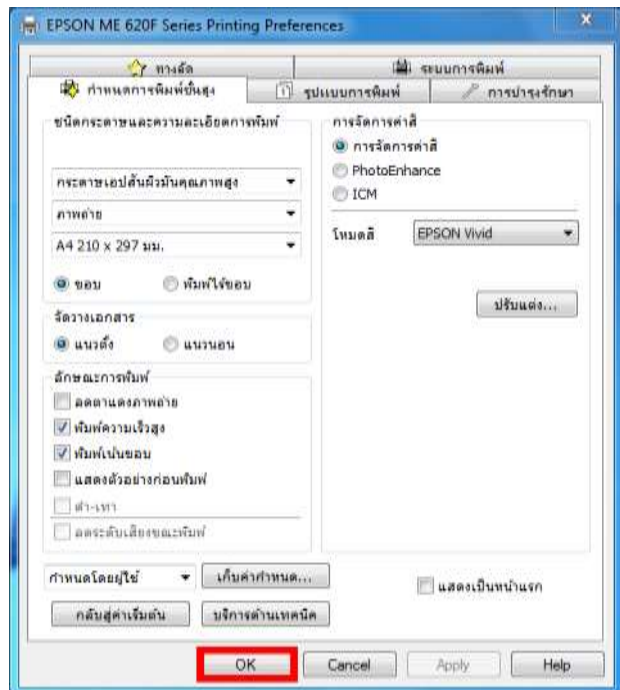 EPSON ME 620F Series Printing Preferences
ทางลัด
ระบบการพิมพ์
กำหนดการพิมพ์ขั้นสูง
รูปแบบการพิมพ์
การบำรุงรักษา
ชนิดกระดาษและความละเอียดการพิมพ์
กระดาษเอปสันผิวมันคุณภาพสูง
ภาพถ่าย
A4 210 x 297 มม.
ขอบ
พิมพ์ไร้ขอบ
จัดวางเอกสาร
แนวตั้ง
แนวนอน
ลักษณะการพิมพ์
ลดตาแดงภาพถ่าย
พิมพ์ความเร็วสูง
พิมพ์เน้นขอบ
แสดงตัวอย่างก่อนพิมพ์
ดำ-เทา
ลดระดับเสียงขณะพิมพ์
การจัดการค่าสี
การจัดการค่าสี
PhotoEnhance
ICM
โหมดสี
EPSON Vivid
ปรับแต่ง...
กำหนดโดยผู้ใช้
เก็บค่ากำหนด...
แสดงเป็นหน้าแรก
กลับสู่ค่าเริ่มต้น
บริการด้านเทคนิค
OK
Cancel
Apply
Help